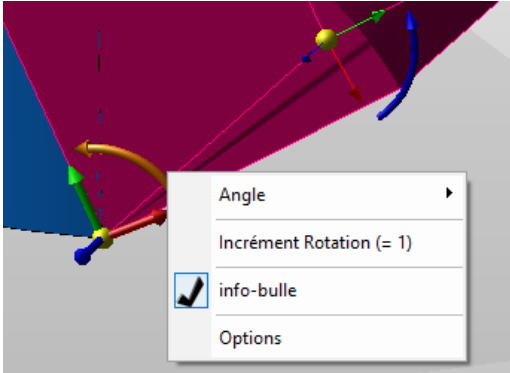 Angle
Incrément Rotation (= 1)
info-bulle
Options